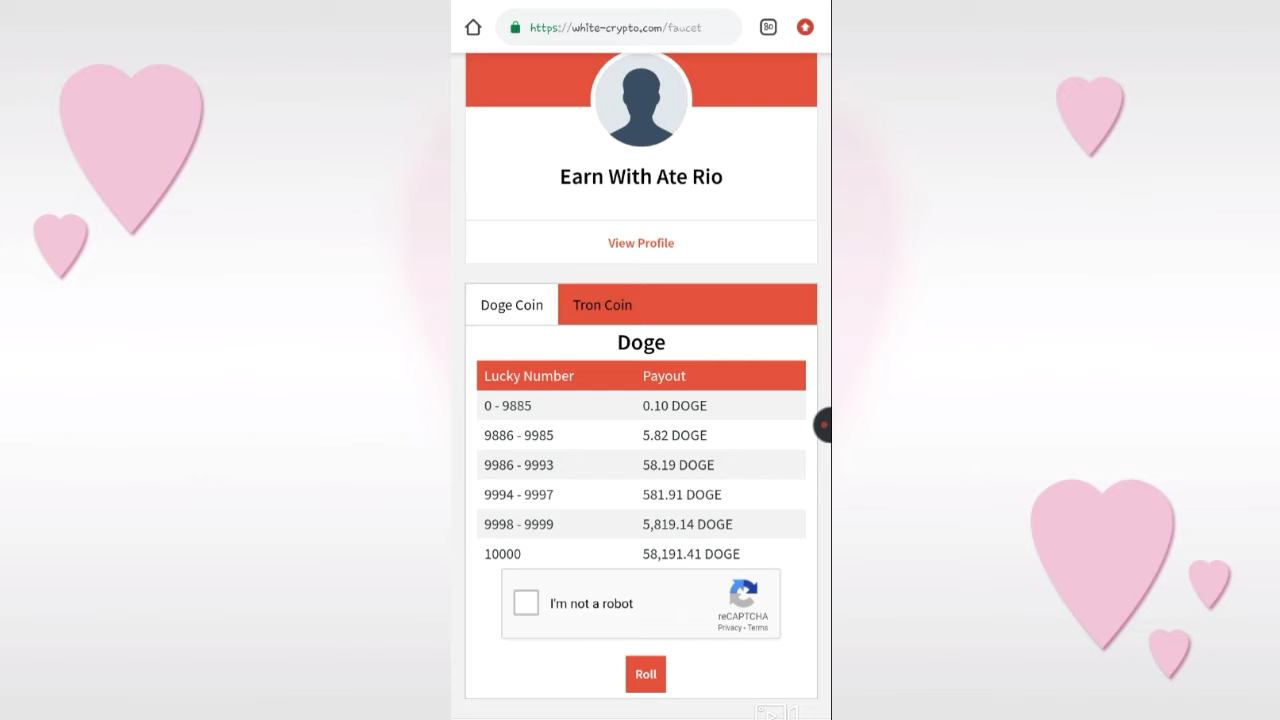 80
https://white-crypto.com/faucet
Earn With Ate Rio
View Profile
Doge Coin Tron Coin
Doge
Lucky Number Payout
0 - 9885 0.10 DOGE
9886 - 9985 5.82 DOGE
9986 - 9993 58.19 DOGE
9994 - 9997 581.91 DOGE
9998 - 9999 5,819.14 DOGE
10000 58,191.41 DOGE
I'm not a robot
reCAPTCHA
Privacy - Terms
Roll